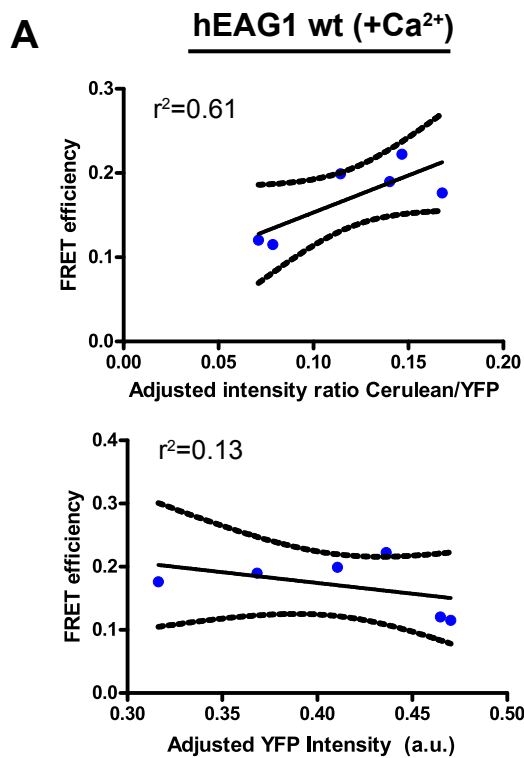 A
hEAG1 wt (+Ca²⁺)
r²=0.61
FRET efficiency
0.3
0.2
0.1
0.0
0.00 0.05 0.10 0.15 0.20
Adjusted intensity ratio Cerulean/YFP
r²=0.13
FRET efficiency
0.4
0.3
0.2
0.1
0.0
0.30 0.35 0.40 0.45 0.50
Adjusted YFP Intensity (a.u.)